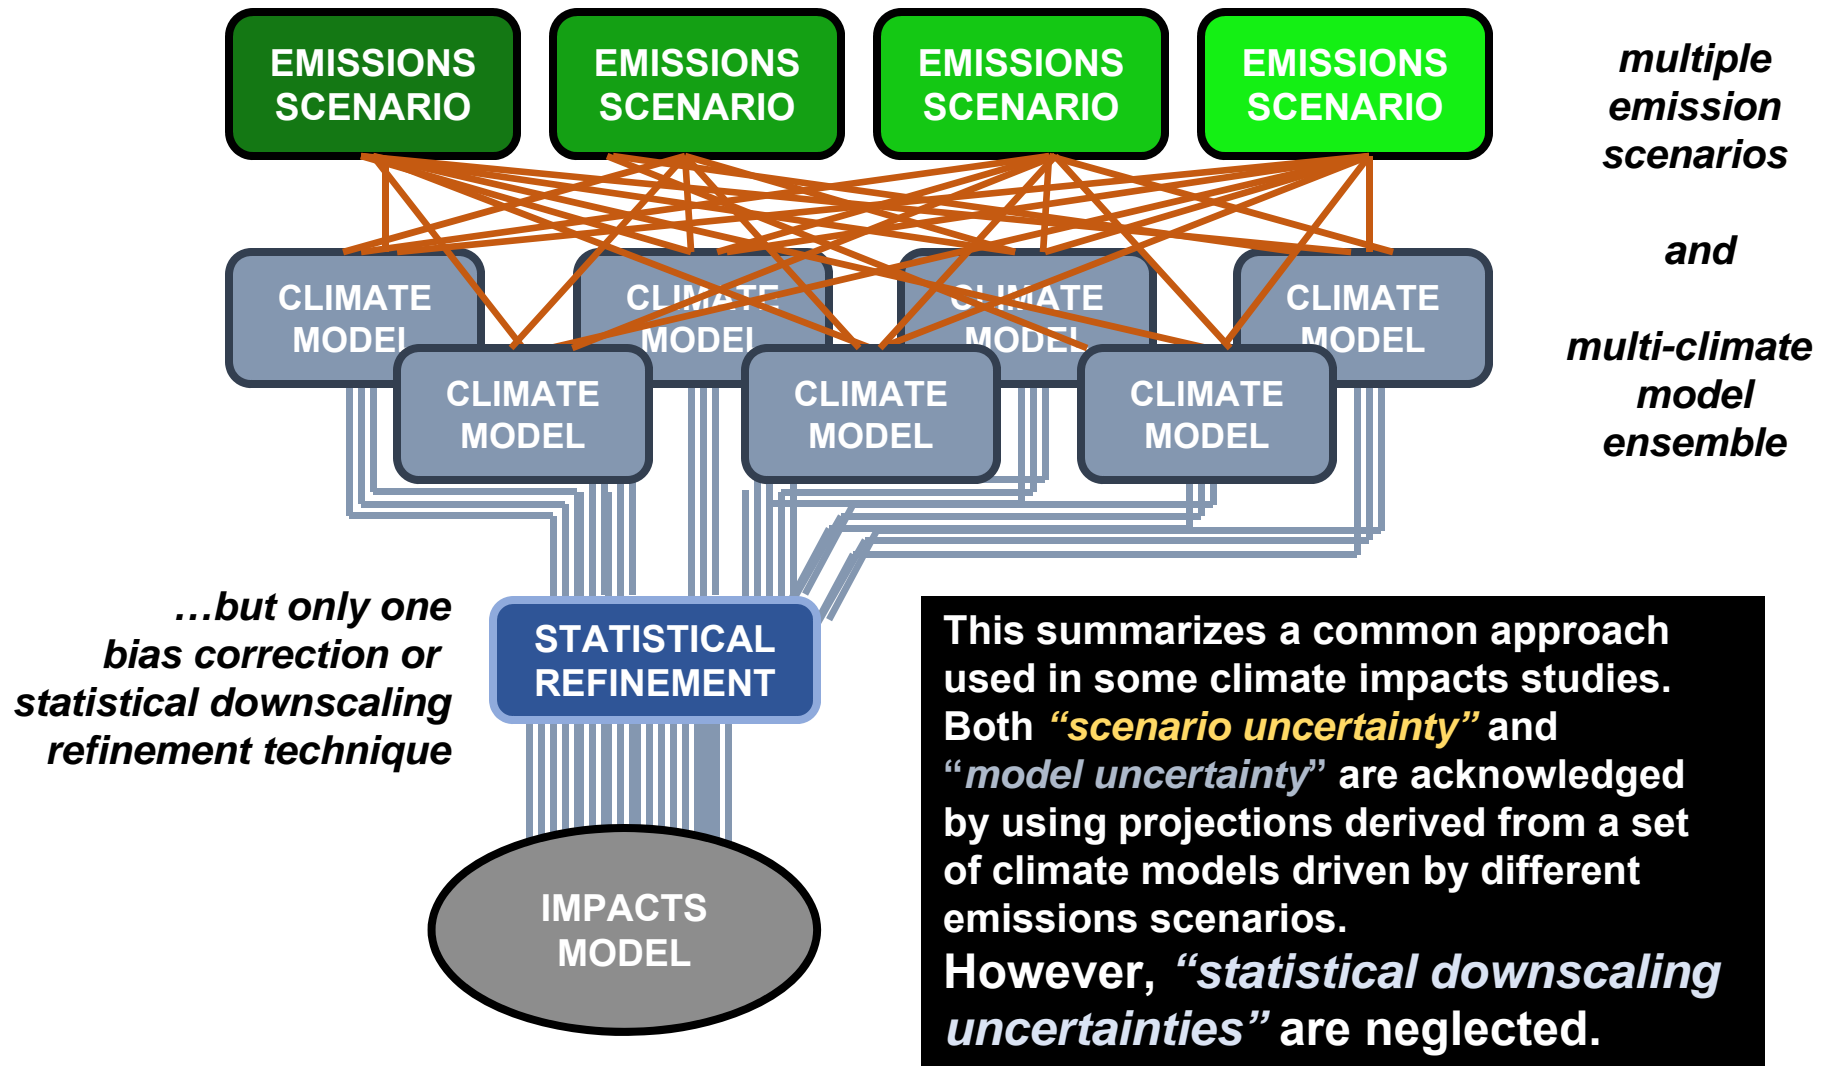 EMISSIONS
SCENARIO
EMISSIONS
SCENARIO
EMISSIONS
SCENARIO
EMISSIONS
SCENARIO
multiple
emission
scenarios
and
multi-climate
model
ensemble
CLIMATE
MODEL
CLIMATE
MODEL
CLIMATE
MODEL
CLIMATE
MODEL
CLIMATE
MODEL
CLIMATE
MODEL
CLIMATE
MODEL
…but only one
bias correction or
statistical downscaling
refinement technique
STATISTICAL
REFINEMENT
IMPACTS
MODEL
This summarizes a common approach
used in some climate impacts studies.
Both “scenario uncertainty” and
“model uncertainty” are acknowledged
by using projections derived from a set
of climate models driven by different
emissions scenarios.
However, “statistical downscaling
uncertainties” are neglected.